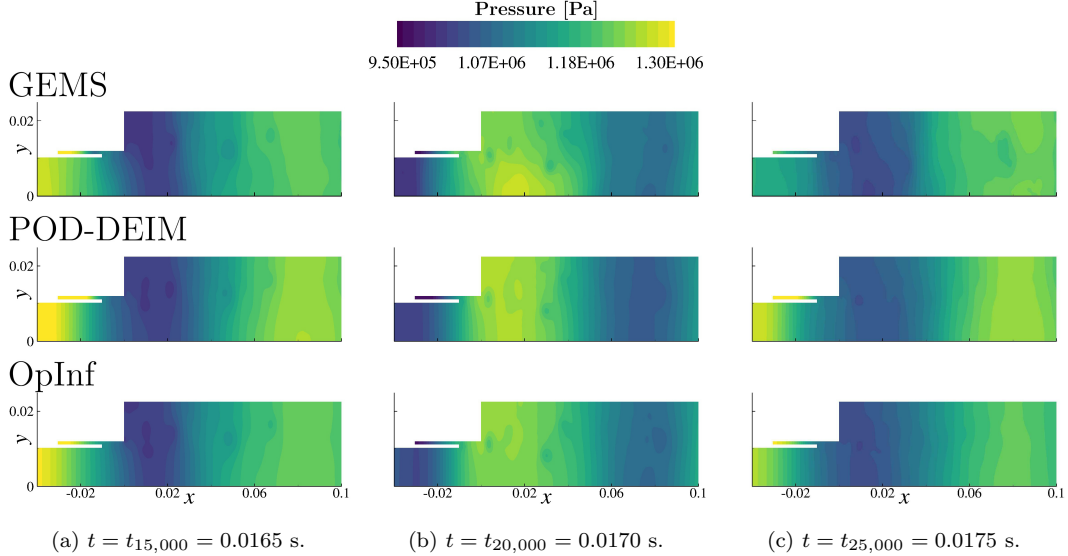 Pressure [Pa]
9.50E+05 1.07E+06 1.18E+06 1.30E+06
GEMS
0.02
y
0
POD-DEIM
0.02
y
0
OpInf
0.02
y
0
-0.02 0.02 0.06 0.1
x
-0.02 0.02 0.06 0.1
x
-0.02 0.02 0.06 0.1
x
(a) t = t15,000 = 0.0165 s.
(b) t = t20,000 = 0.0170 s.
(c) t = t25,000 = 0.0175 s.